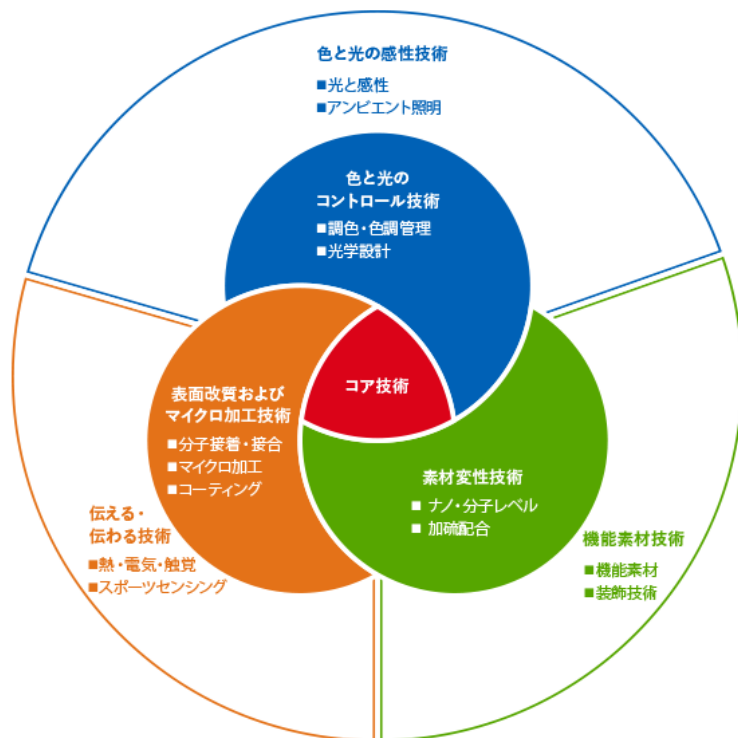 色と光の感性技術
■光と感性
■アンビエント照明
色と光の
コントロール技術
■調色・色調管理
■光学設計
コア技術
表面改質および
マイクロ加工技術
■分子接着・接合
■マイクロ加工
■コーティング
素材変性技術
■ ナノ・分子レベル
■ 加硫配合
伝える・
伝わる技術
■熱・電気・触覚
■スポーツセンシング
機能素材技術
■機能素材
■装飾技術